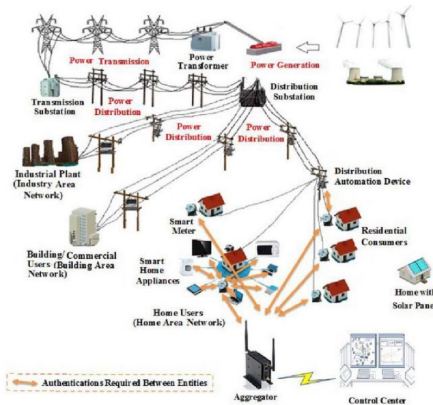 Power Transmission
Power
Transformer
Power Generation
Transmission
Substation
Power
Distribution
Distribution
Substation
Power
Distribution
Power
Distribution
Industrial Plant
(Industry Area
Network)
Distribution
Automation Device
Building/Commercial
Users (Building Area
Network)
Smart
Meter
Residential
Consumers
Smart
Home
Appliances
Home with
Solar Panel
Home Users
(Home Area Network)
Authentications Required Between Entities
Aggregator
Control Center